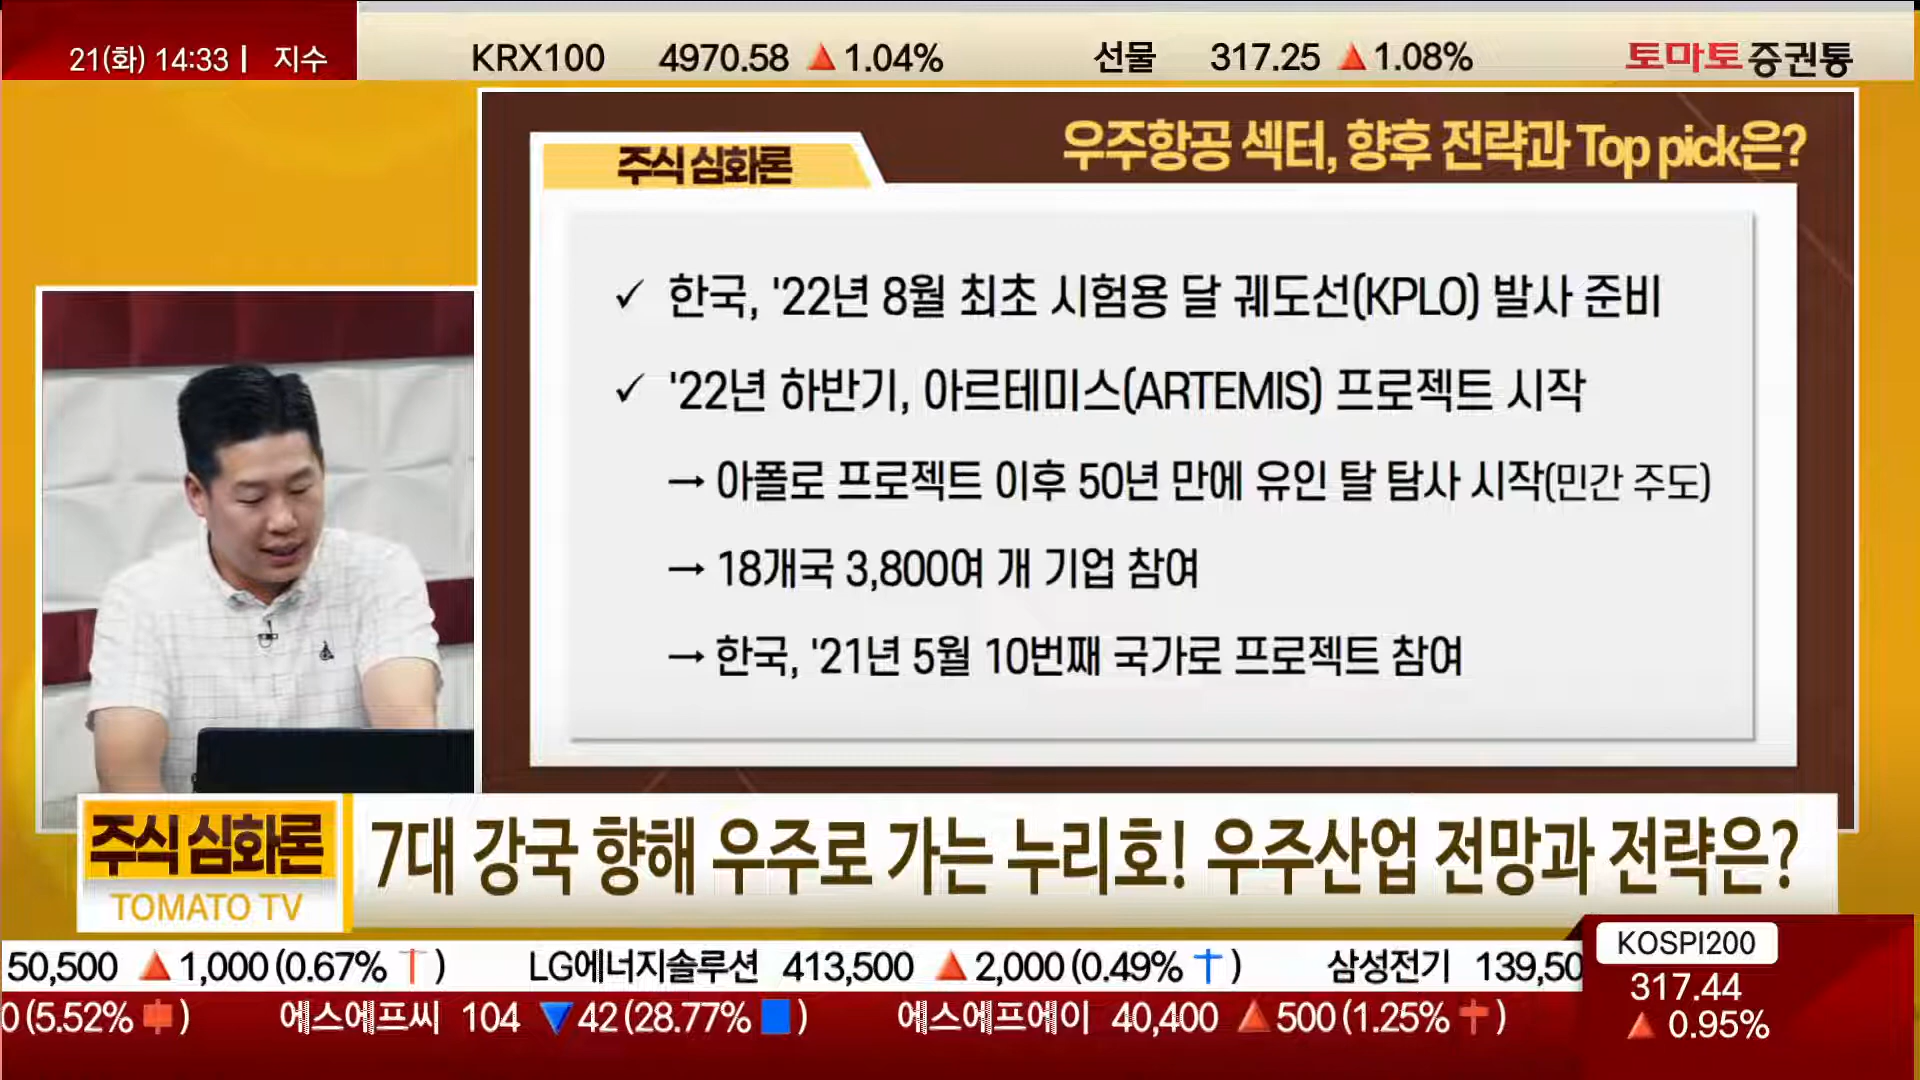 21(화) 14:33 | 지수
KRX100 4970.58 ▲1.04% 선물 317.25 ▲1.08%
토마토증권통
우주항공 섹터, 향후 전략과 Top pick은?
주식 심화론
✓ 한국, '22년 8월 최초 시험용 달 궤도선(KPLO) 발사 준비
✓ '22년 하반기, 아르테미스(ARTEMIS) 프로젝트 시작
→ 아폴로 프로젝트 이후 50년 만에 유인 탈 탐사 시작(민간 주도)
→ 18개국 3,800여 개 기업 참여
→ 한국, '21년 5월 10번째 국가로 프로젝트 참여
주식 심화론
TOMATO TV
7대 강국 향해 우주로 가는 누리호! 우주산업 전망과 전략은?
50,500 ▲1,000(0.67%↑) LG에너지솔루션 413,500 ▲2,000(0.49%↑) 삼성전기 139,50
0(5.52%) 에스에프씨 104 ▼42(28.77%) 에스에프에이 40,400 ▲500(1.25%)
KOSPI200
317.44
▲0.95%